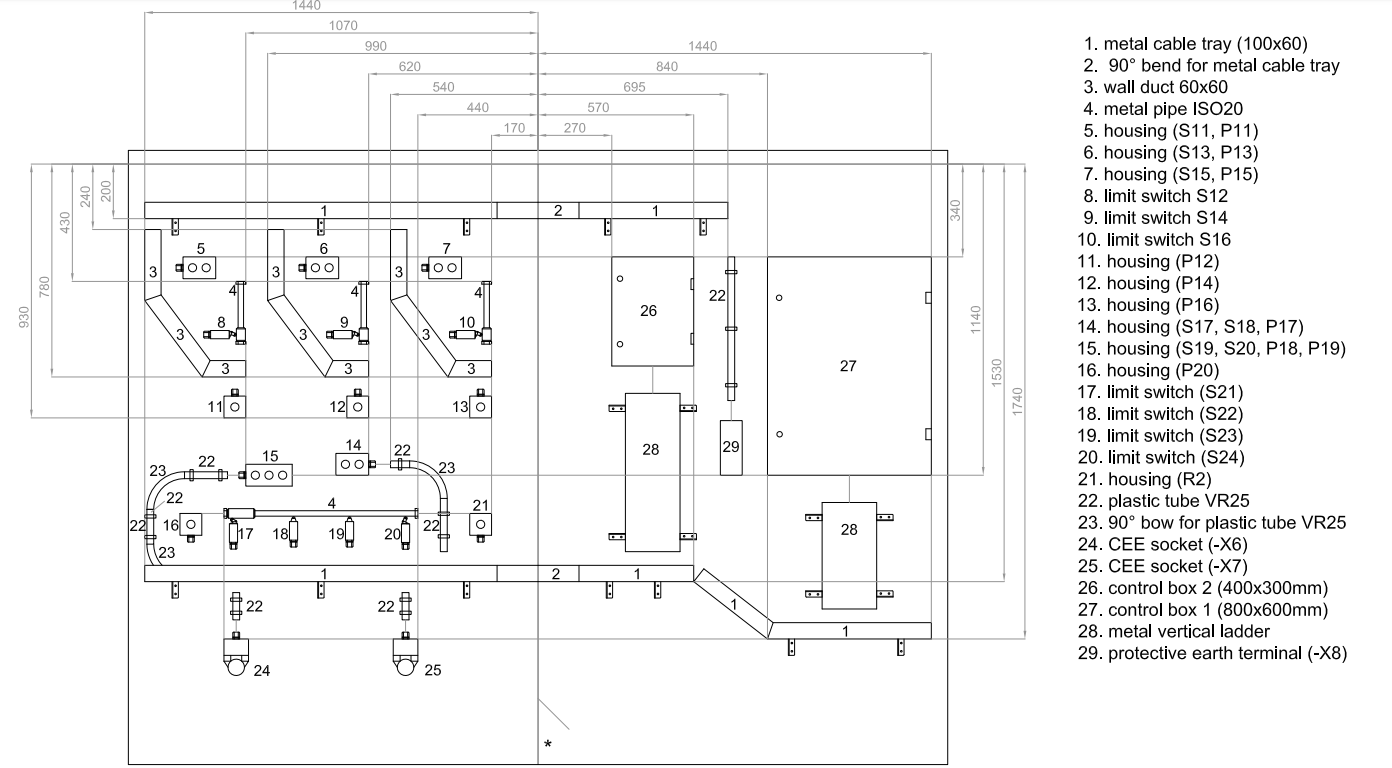 1440
1070
990
1440
620
840
540
695
440
570
170
270
200
240
430
780
930
340
1140
1530
1740
1
2
1
5
6
7
3
3
3
4
4
4
22
26
27
8
9
10
3
3
3
3
3
3
11
12
13
14
15
22
22
23
23
28
29
22
4
21
16
22
22
17
18
19
20
28
23
1
2
1
1
1
22
22
24
25
*
1. metal cable tray (100x60)
2. 90° bend for metal cable tray
3. wall duct 60x60
4. metal pipe ISO20
5. housing (S11, P11)
6. housing (S13, P13)
7. housing (S15, P15)
8. limit switch S12
9. limit switch S14
10. limit switch S16
11. housing (P12)
12. housing (P14)
13. housing (P16)
14. housing (S17, S18, P17)
15. housing (S19, S20, P18, P19)
16. housing (P20)
17. limit switch (S21)
18. limit switch (S22)
19. limit switch (S23)
20. limit switch (S24)
21. housing (R2)
22. plastic tube VR25
23. 90° bow for plastic tube VR25
24. CEE socket (-X6)
25. CEE socket (-X7)
26. control box 2 (400x300mm)
27. control box 1 (800x600mm)
28. metal vertical ladder
29. protective earth terminal (-X8)